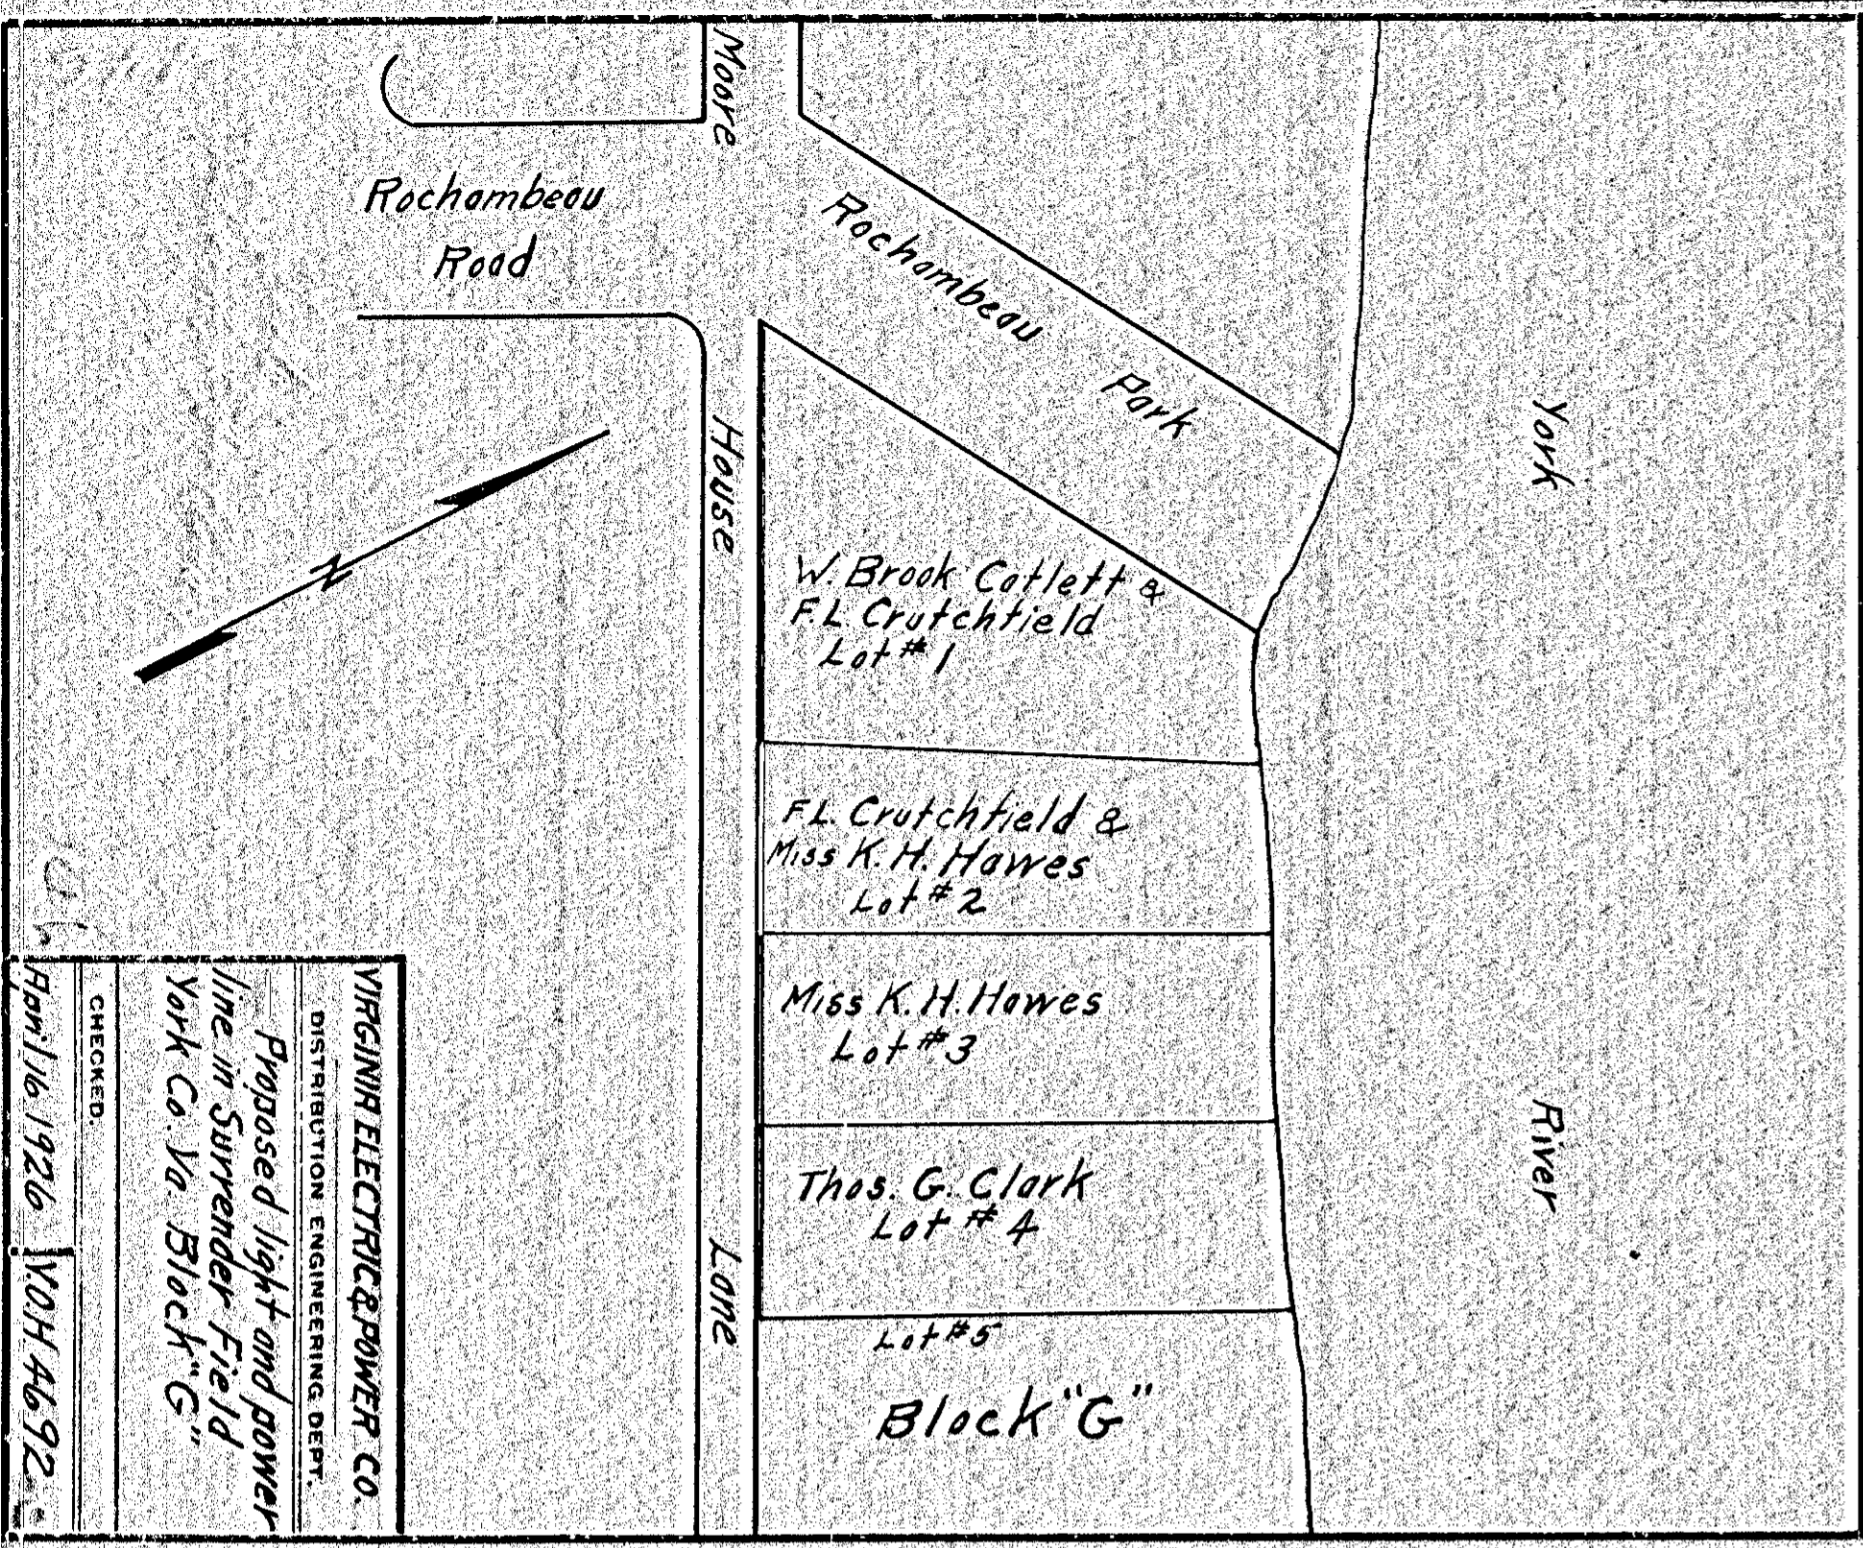 Moore House Lane
Rochambeau
Road
Rochambeau Park
York River
N
W. Brook Catlett &
F.L Crutchfield
Lot # 1
F.L. Crutchfield &
Miss K. H. Hawes
Lot # 2
Miss K. H. Hawes
Lot # 3
Thos. G. Clark
Lot # 4
Lot # 5
Block "G"
VIRGINIA ELECTRIC & POWER CO.
DISTRIBUTION ENGINEERING DEPT.
Proposed light and power
line in Surrender Field
York Co. Va. Block "G"
CHECKED.
April 16, 1926